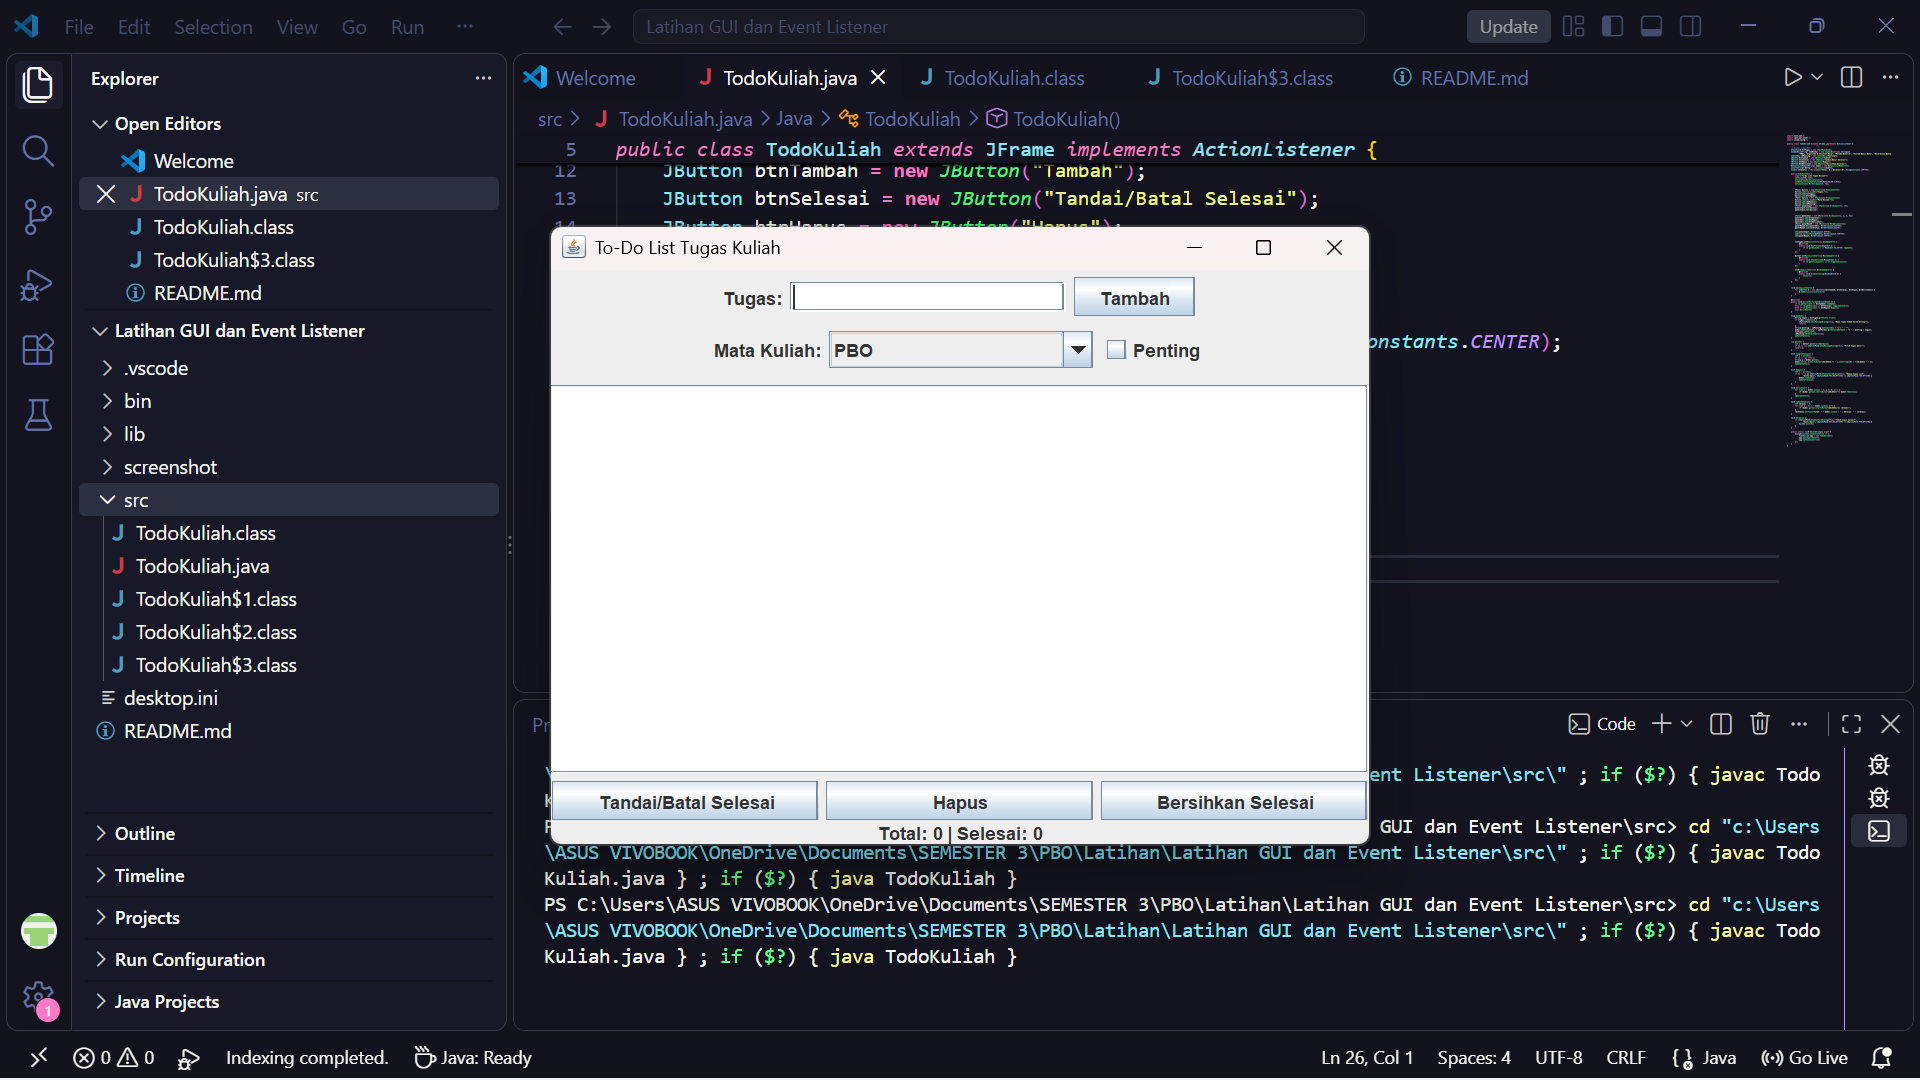 File Edit Selection View Go Run ···
Latihan GUI dan Event Listener
Update
Explorer
Open Editors
Welcome
TodoKuliah.java src
TodoKuliah.class
TodoKuliah$3.class
README.md
Latihan GUI dan Event Listener
.vscode
bin
lib
screenshot
src
TodoKuliah.class
TodoKuliah.java
TodoKuliah$1.class
TodoKuliah$2.class
TodoKuliah$3.class
desktop.ini
README.md
Outline
Timeline
Projects
Run Configuration
Java Projects
1
Welcome TodoKuliah.java TodoKuliah.class TodoKuliah$3.class README.md
src > TodoKuliah.java > Java > TodoKuliah > TodoKuliah()
5 public class TodoKuliah extends JFrame implements ActionListener {
12 JButton btnTambah = new JButton("Tambah");
13 JButton btnSelesai = new JButton("Tandai/Batal Selesai");
14 JButton btnHapus = new JButton("Hapus");
onstants.CENTER);
To-Do List Tugas Kuliah
Tugas: Tambah
Mata Kuliah: PBO Penting
Tandai/Batal Selesai Hapus Bersihkan Selesai
Total: 0 | Selesai: 0
Code
ent Listener\src\" ; if ($?) { javac Todo
GUI dan Event Listener\src> cd "c:\Users
\ASUS VIVOBOOK\OneDrive\Documents\SEMESTER 3\PBO\Latihan\Latihan GUI dan Event Listener\src\" ; if ($?) { javac Todo
Kuliah.java } ; if ($?) { java TodoKuliah }
PS C:\Users\ASUS VIVOBOOK\OneDrive\Documents\SEMESTER 3\PBO\Latihan\Latihan GUI dan Event Listener\src> cd "c:\Users
\ASUS VIVOBOOK\OneDrive\Documents\SEMESTER 3\PBO\Latihan\Latihan GUI dan Event Listener\src\" ; if ($?) { javac Todo
Kuliah.java } ; if ($?) { java TodoKuliah }
0 0 Indexing completed. Java: Ready
Ln 26, Col 1 Spaces: 4 UTF-8 CRLF Java Go Live